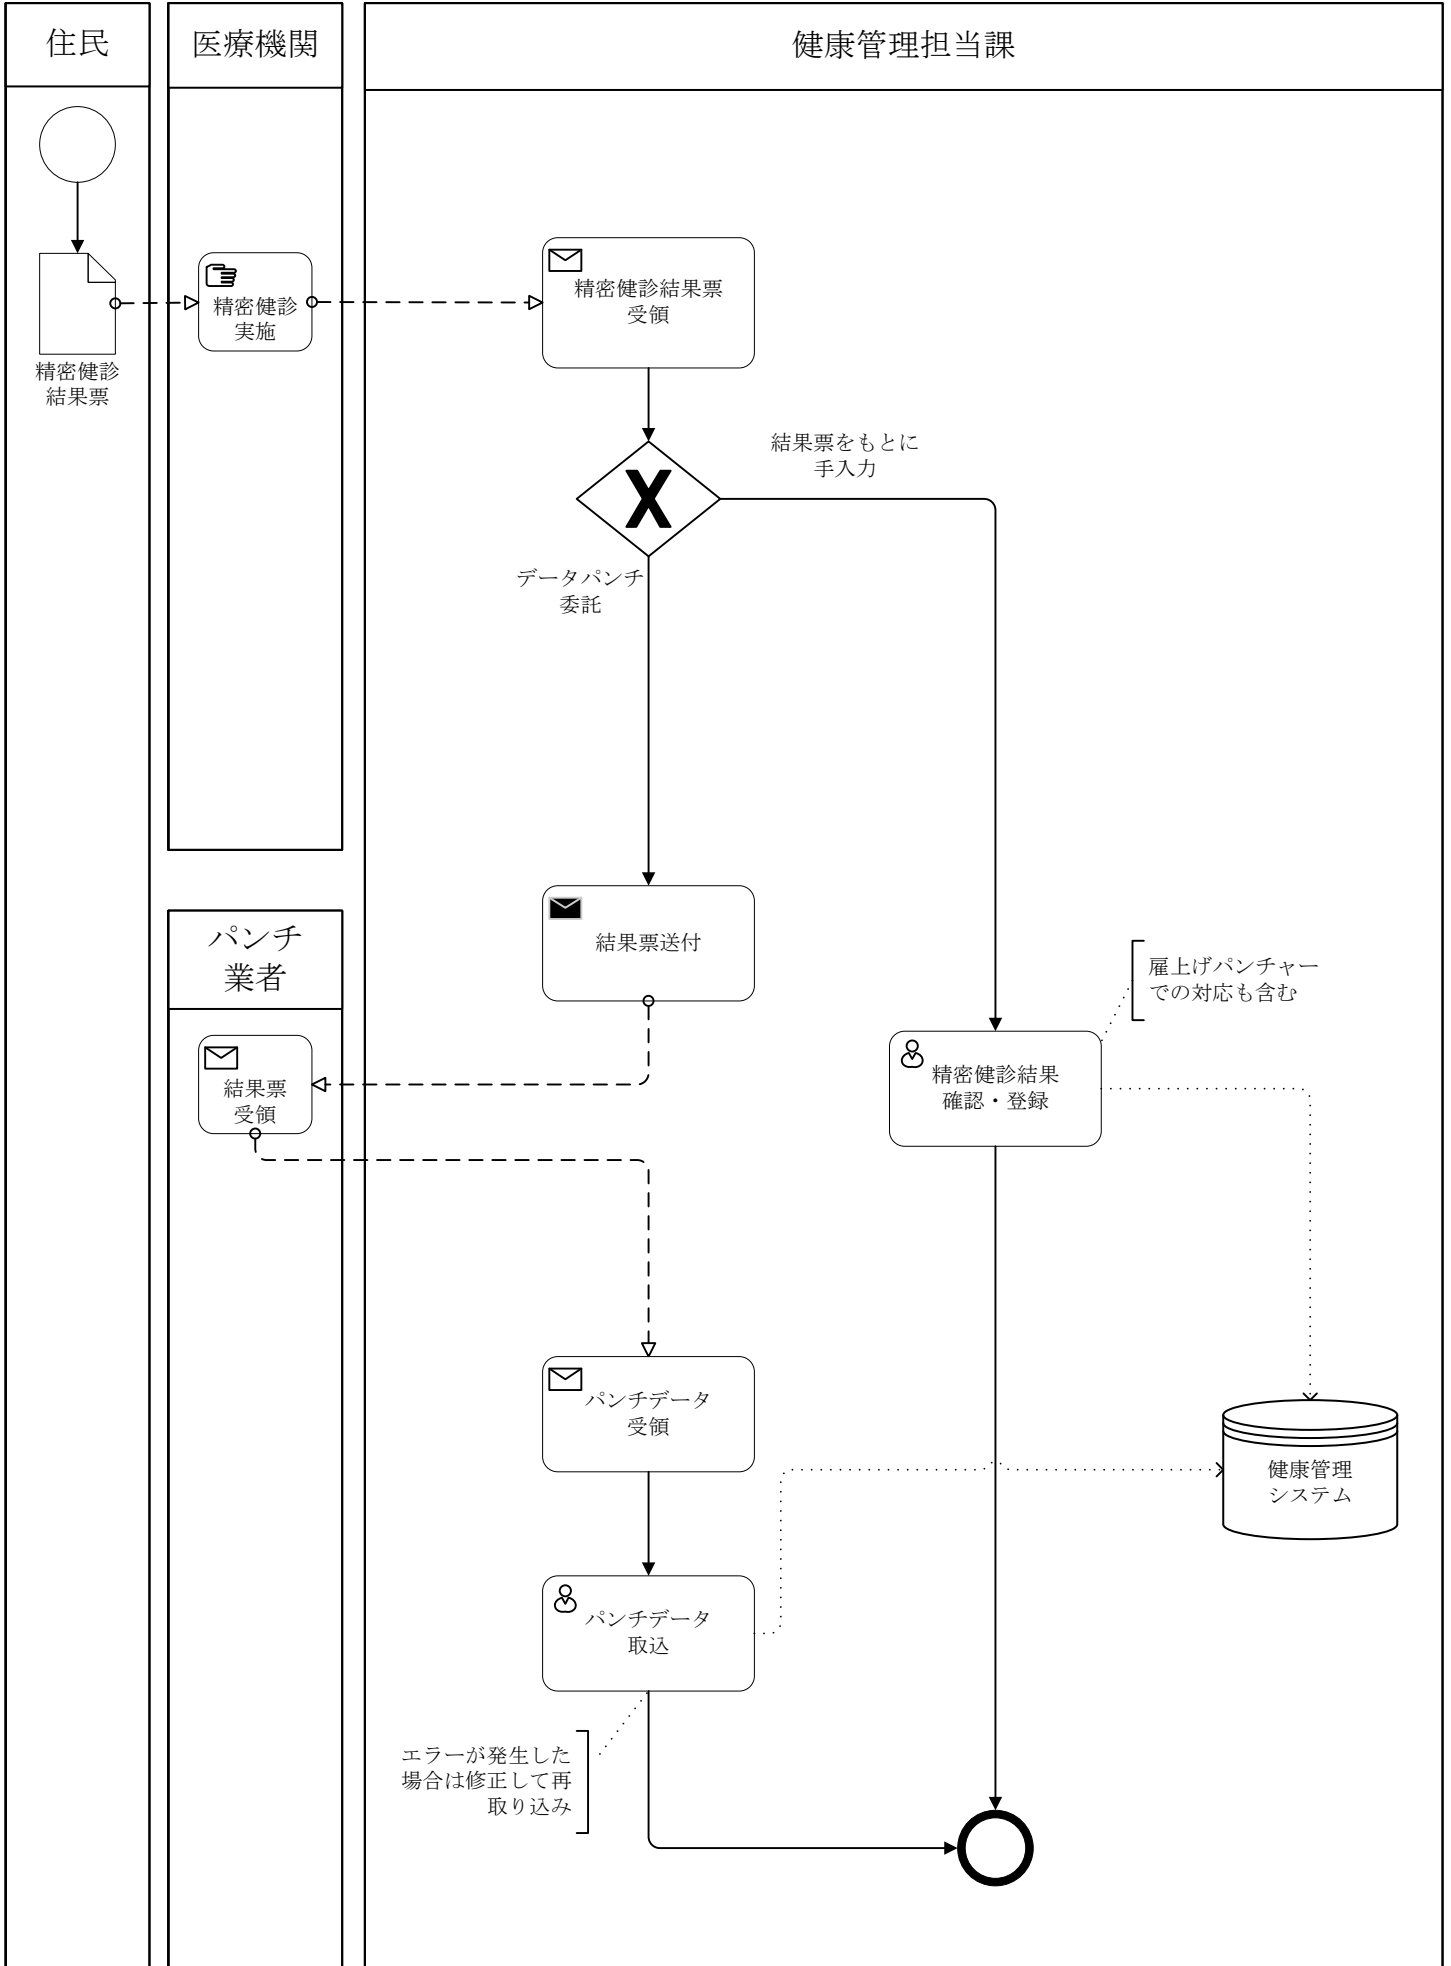 住民
医療機関
健康管理担当課
精密健診
結果票
精密健診
実施
精密健診結果票
受領
結果票をもとに
手入力
データパンチ
委託
結果票送付
パンチ
業者
結果票
受領
雇上げパンチャー
での対応も含む
精密健診結果
確認・登録
パンチデータ
受領
健康管理
システム
パンチデータ
取込
エラーが発生した
場合は修正して再
取り込み